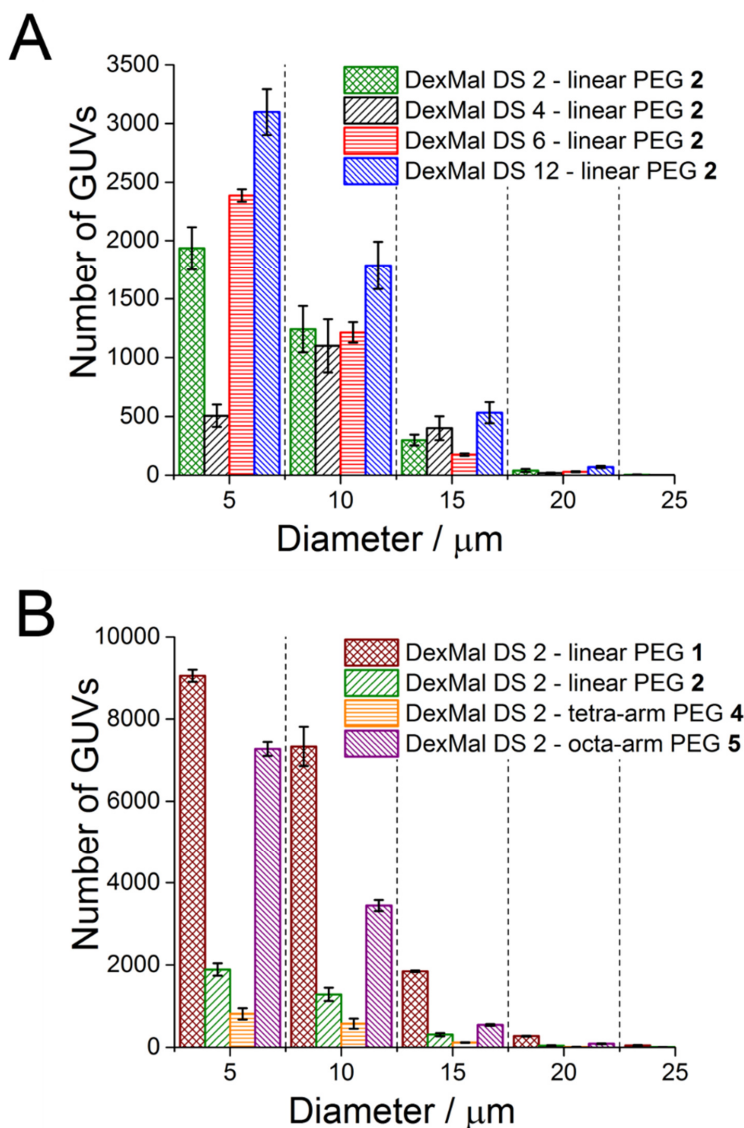 A
Number of GUVs
3500
3000
2500
2000
1500
1000
500
0
DexMal DS 2 - linear PEG 2
DexMal DS 4 - linear PEG 2
DexMal DS 6 - linear PEG 2
DexMal DS 12 - linear PEG 2
5 10 15 20 25
Diameter / μm
B
Number of GUVs
10000
8000
6000
4000
2000
0
DexMal DS 2 - linear PEG 1
DexMal DS 2 - linear PEG 2
DexMal DS 2 - tetra-arm PEG 4
DexMal DS 2 - octa-arm PEG 5
5 10 15 20 25
Diameter / μm